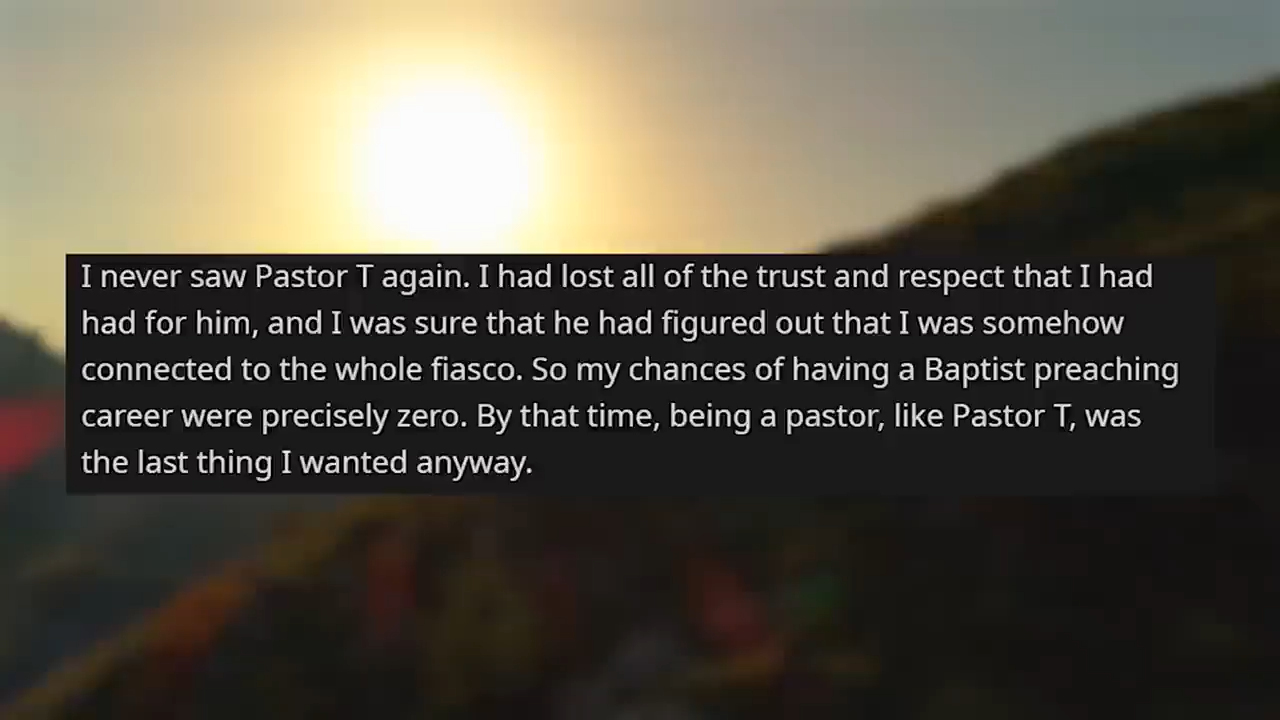 I never saw Pastor T again. I had lost all of the trust and respect that I had
had for him, and I was sure that he had figured out that I was somehow
connected to the whole fiasco. So my chances of having a Baptist preaching
career were precisely zero. By that time, being a pastor, like Pastor T, was
the last thing I wanted anyway.